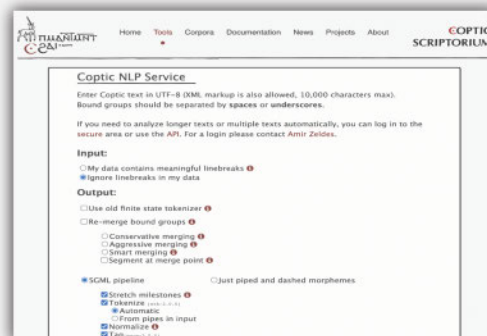 Home Tools Corpora Documentation News Projects About
COPTIC
SCRIPTORIUM
Coptic NLP Service
Enter Coptic text in UTF-8 (XML markup is also allowed, 10,000 characters max).
Bound groups should be separated by spaces or underscores.
If you need to analyze longer texts or multiple texts automatically, you can log in to the
secure area or use the API. For a login please contact Amir Zeldes.
Input:
My data contains meaningful linebreaks
Ignore linebreaks in my data
Output:
Use old finite state tokenizer
Re-merge bound groups
Conservative merging
Aggressive merging
Smart merging
Segment at merge point
SGML pipeline Just piped and dashed morphemes
Stretch milestones
Tokenize
Automatic
From pipes in input
Normalize
Tag